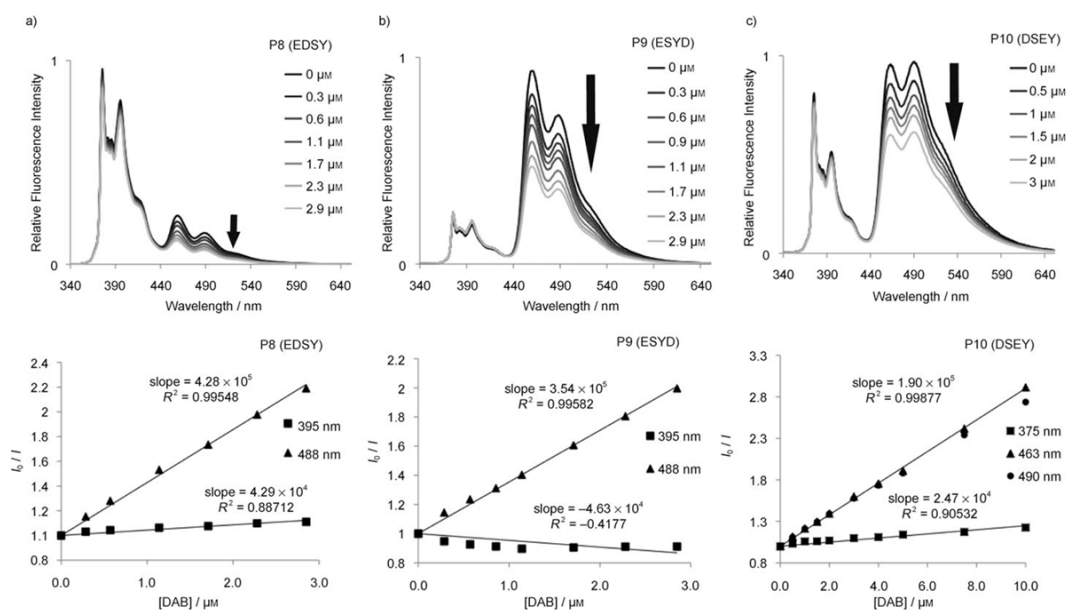 a)
P8 (EDSY)
1
0
Relative Fluorescence Intensity
0 μM
0.3 μM
0.6 μM
1.1 μM
1.7 μM
2.3 μM
2.9 μM
340 390 440 490 540 590 640
Wavelength / nm
b)
P9 (ESYD)
1
0
Relative Fluorescence Intensity
0 μM
0.3 μM
0.6 μM
0.9 μM
1.1 μM
1.7 μM
2.3 μM
2.9 μM
340 390 440 490 540 590 640
Wavelength / nm
c)
P10 (DSEY)
1
0
Relative Fluorescence Intensity
0 μM
0.5 μM
1 μM
1.5 μM
2 μM
3 μM
340 390 440 490 540 590 640
Wavelength / nm
P8 (EDSY)
2.4
2.2
2.0
1.8
1.6
1.4
1.2
1.1
0.8
I₀ / I
slope = 4.28 × 10⁵
R² = 0.99548
395 nm
488 nm
slope = 4.29 × 10⁴
R² = 0.88712
0.0 1.0 2.0 3.0
[DAB] / μM
P9 (ESYD)
2.2
2
1.8
1.6
1.4
1.2
1.0
0.8
slope = 3.54 × 10⁵
R² = 0.99582
395 nm
488 nm
slope = –4.63 × 10⁴
R² = –0.4177
0.0 1.0 2.0 3.0
[DAB] / μM
P10 (DSEY)
3.3
2.8
2.3
1.8
1.3
0.8
I₀ / I
slope = 1.90 × 10⁵
R² = 0.99877
375 nm
463 nm
490 nm
slope = 2.47 × 10⁴
R² = 0.90532
0.0 2.0 4.0 6.0 8.0 10.0
[DAB] / μM